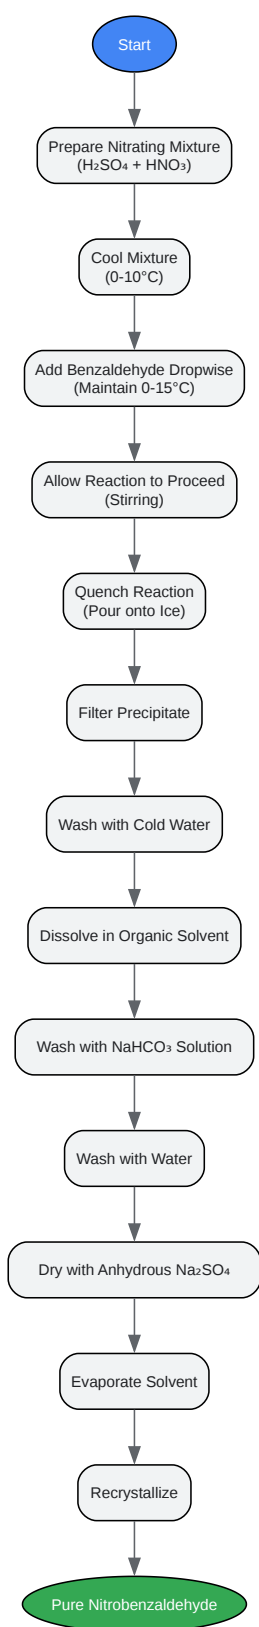 Start
Prepare Nitrating Mixture
(H₂SO₄ + HNO₃)
Cool Mixture
(0-10°C)
Add Benzaldehyde Dropwise
(Maintain 0-15°C)
Allow Reaction to Proceed
(Stirring)
Quench Reaction
(Pour onto Ice)
Filter Precipitate
Wash with Cold Water
Dissolve in Organic Solvent
Wash with NaHCO₃ Solution
Wash with Water
Dry with Anhydrous Na₂SO₄
Evaporate Solvent
Recrystallize
Pure Nitrobenzaldehyde